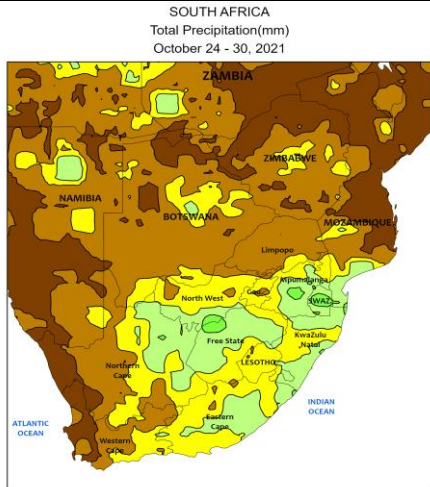 SOUTH AFRICA
Total Precipitation(mm)
October 24 - 30, 2021
ZAMBIA
ZIMBABWE
NAMIBIA
BOTSWANA
MOZAMBIQUE
Limpopo
Mpumalanga
North West
Gau.
SWAZ.
Free State
KwaZulu
Natal
LESOTHO
Northern
Cape
INDIAN
OCEAN
Eastern
Cape
ATLANTIC
OCEAN
Western
Cape